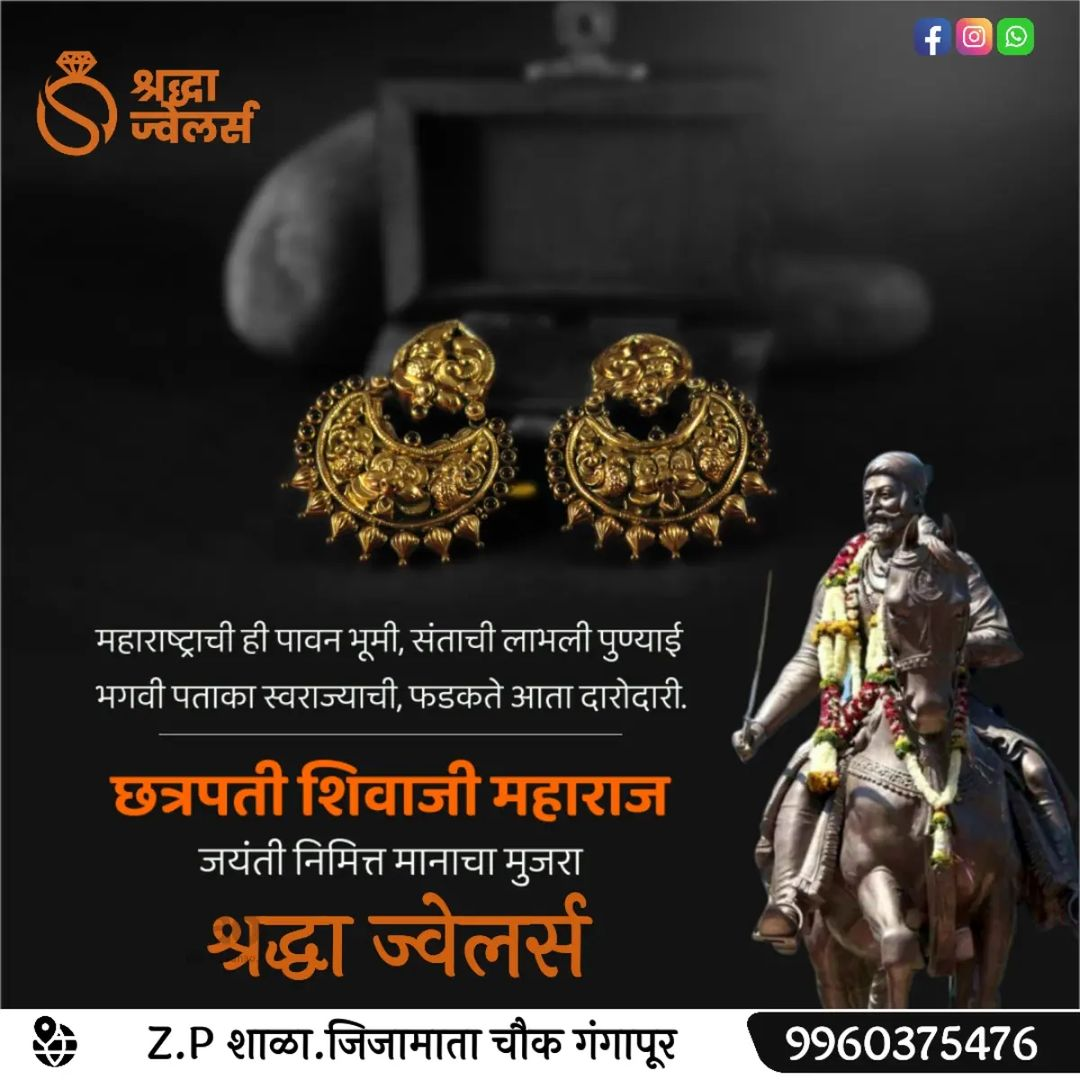 श्रद्धा
ज्वेलर्स
महाराष्ट्राची ही पावन भूमी, संताची लाभली पुण्याई
भगवी पताका स्वराज्याची, फडकते आता दारोदारी.
छत्रपती शिवाजी महाराज
जयंती निमित्त मानाचा मुजरा
श्रद्धा ज्वेलर्स
Z.P शाळा.जिजामाता चौक गंगापूर
9960375476